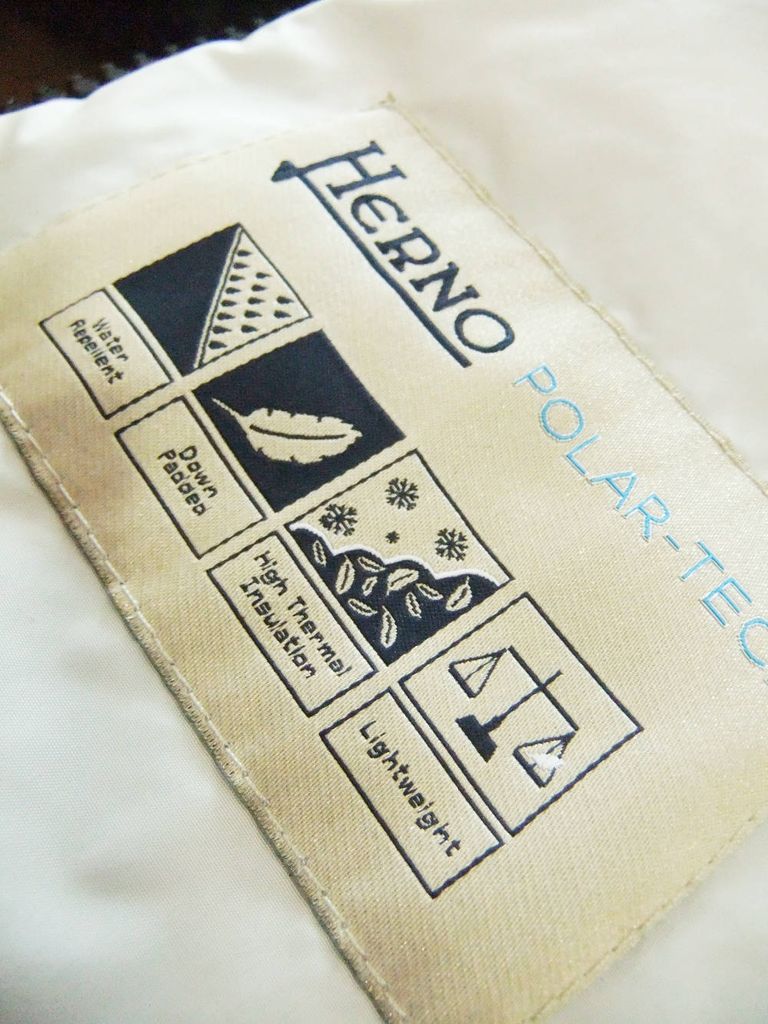 HERNO
POLAR-TEC
Water
Repellent
Down
Padded
High Thermal
Insulation
Lightweight